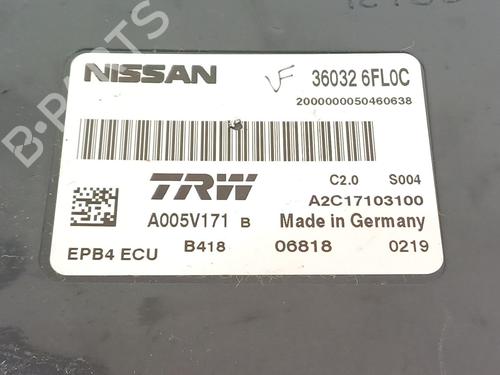 NISSAN VF 36032 6FL0C
2000000050460638
TRW C2.0 S004
A2C17103100
A005V171 B Made in Germany
EPB4 ECU B418 06818 0219
B-PARTS